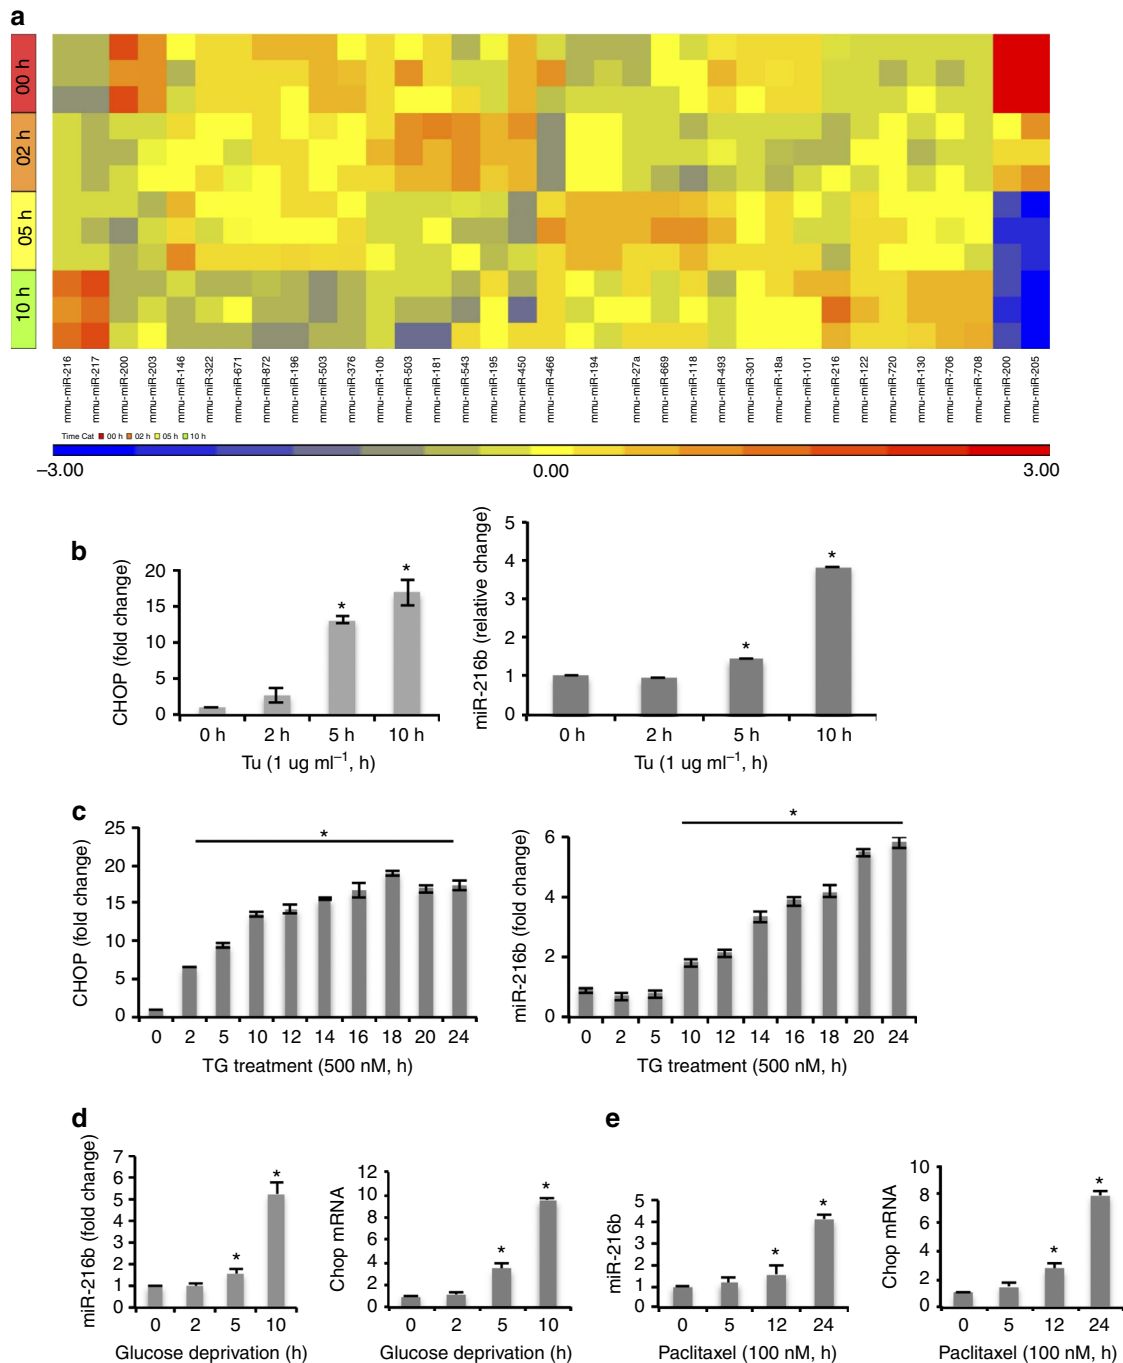 a
00 h
02 h
05 h
10 h
mmu-miR-216
mmu-miR-217
mmu-miR-200
mmu-miR-203
mmu-miR-146
mmu-miR-322
mmu-miR-671
mmu-miR-872
mmu-miR-196
mmu-miR-503
mmu-miR-376
mmu-miR-10b
mmu-miR-503
mmu-miR-181
mmu-miR-543
mmu-miR-195
mmu-miR-450
mmu-miR-466
mmu-miR-194
mmu-miR-27a
mmu-miR-669
mmu-miR-118
mmu-miR-493
mmu-miR-301
mmu-miR-18a
mmu-miR-101
mmu-miR-216
mmu-miR-122
mmu-miR-720
mmu-miR-130
mmu-miR-706
mmu-miR-708
mmu-miR-200
mmu-miR-205
Time Cat 00 h 02 h 05 h 10 h
−3.00 0.00 3.00
b
CHOP (fold change)
20
15
10
5
0
* *
0 h 2 h 5 h 10 h
Tu (1 ug ml⁻¹, h)
miR-216b (relative change)
5
4
3
2
1
0
* *
0 h 2 h 5 h 10 h
Tu (1 ug ml⁻¹, h)
c
CHOP (fold change)
25
20
15
10
5
0
*
0 2 5 10 12 14 16 18 20 24
TG treatment (500 nM, h)
miR-216b (fold change)
6
4
2
0
*
0 2 5 10 12 14 16 18 20 24
TG treatment (500 nM, h)
d
miR-216b (fold change)
7
6
5
4
3
2
1
0
* *
0 2 5 10
Glucose deprivation (h)
Chop mRNA
12
10
8
6
4
2
0
* *
0 2 5 10
Glucose deprivation (h)
e
miR-216b
5
4
3
2
1
0
* *
0 5 12 24
Paclitaxel (100 nM, h)
Chop mRNA
10
8
6
4
2
0
* *
0 5 12 24
Paclitaxel (100 nM, h)